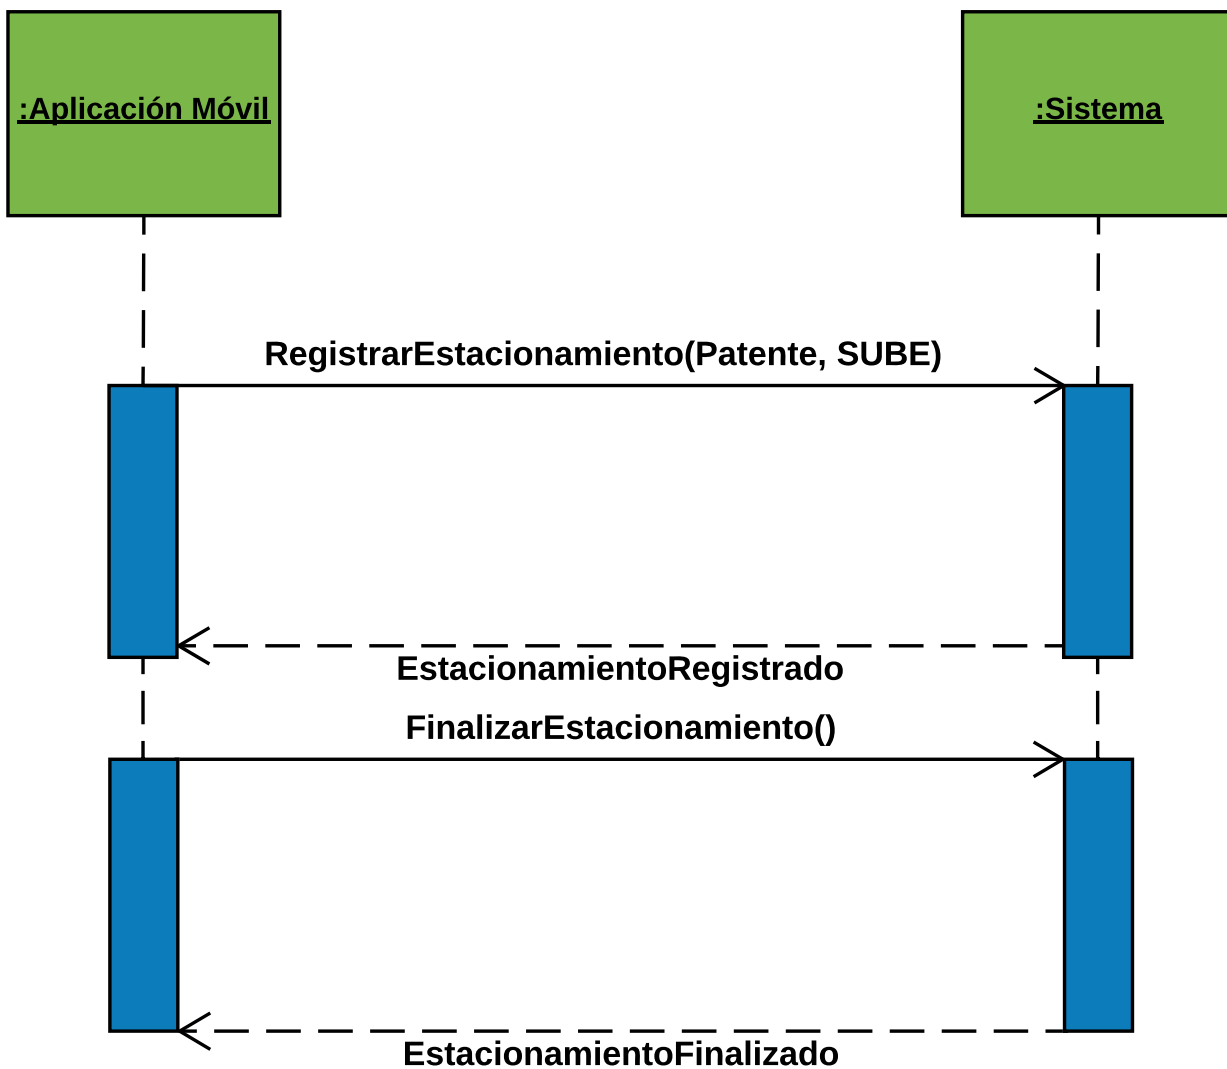 :Aplicación Móvil
:Sistema
RegistrarEstacionamiento(Patente, SUBE)
EstacionamientoRegistrado
FinalizarEstacionamiento()
EstacionamientoFinalizado